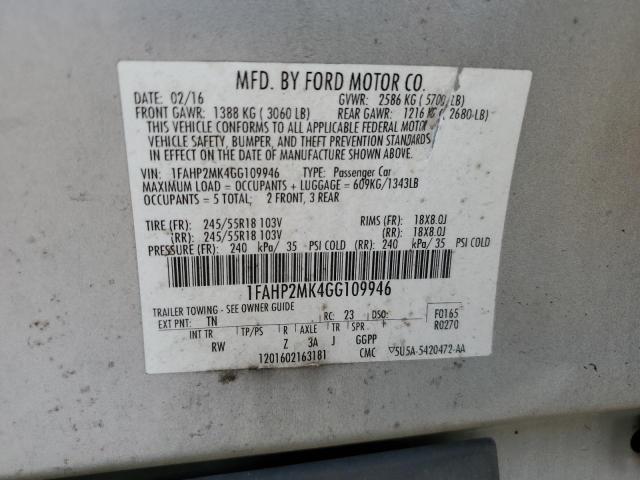 MFD. BY FORD MOTOR CO.
DATE: 02/16 GVWR: 2586 KG ( 5700 LB)
FRONT GAWR: 1388 KG ( 3060 LB) REAR GAWR: 1216 KG ( 2680 LB)
THIS VEHICLE CONFORMS TO ALL APPLICABLE FEDERAL MOTOR
VEHICLE SAFETY, BUMPER, AND THEFT PREVENTION STANDARDS
IN EFFECT ON THE DATE OF MANUFACTURE SHOWN ABOVE.
VIN: 1FAHP2MK4GG109946 TYPE: Passenger Car
MAXIMUM LOAD = OCCUPANTS + LUGGAGE = 609KG/1343LB
OCCUPANTS = 5 TOTAL; 2 FRONT, 3 REAR
TIRE (FR): 245/55R18 103V RIMS (FR): 18X8.0J
(RR): 245/55R18 103V (RR): 18X8.0J
PRESSURE (FR): 240 kPa/ 35 PSI COLD (RR): 240 kPa/ 35 PSI COLD
1FAHP2MK4GG109946
TRAILER TOWING - SEE OWNER GUIDE
EXT PNT: TN RC: 23 DSO: F0165
R0270
INT TR TP/PS R AXLE TR SPR
RW Z 3A J GGPP
1201602163181 CMC 5U5A-5420472-AA